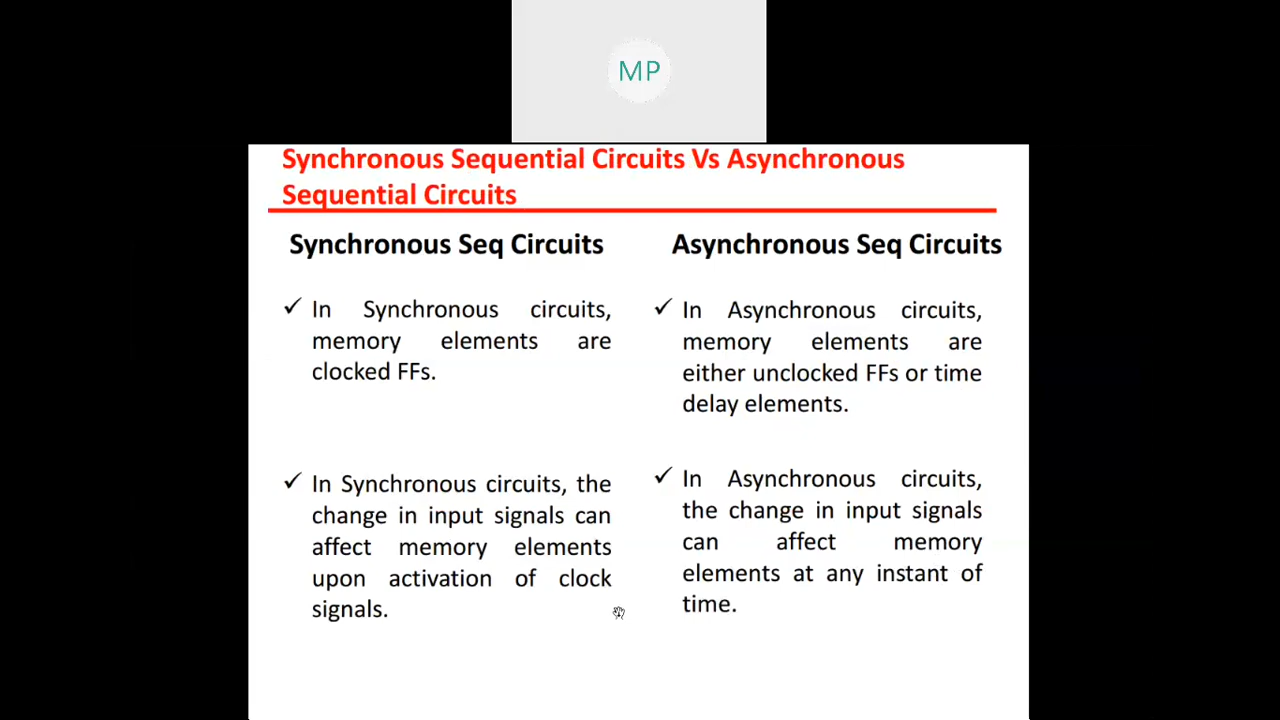 MP
Synchronous Sequential Circuits Vs Asynchronous
Sequential Circuits
Synchronous Seq Circuits
✓ In Synchronous circuits,
memory elements are
clocked FFs.
✓ In Synchronous circuits, the
change in input signals can
affect memory elements
upon activation of clock
signals.
Asynchronous Seq Circuits
✓ In Asynchronous circuits,
memory elements are
either unclocked FFs or time
delay elements.
✓ In Asynchronous circuits,
the change in input signals
can affect memory
elements at any instant of
time.